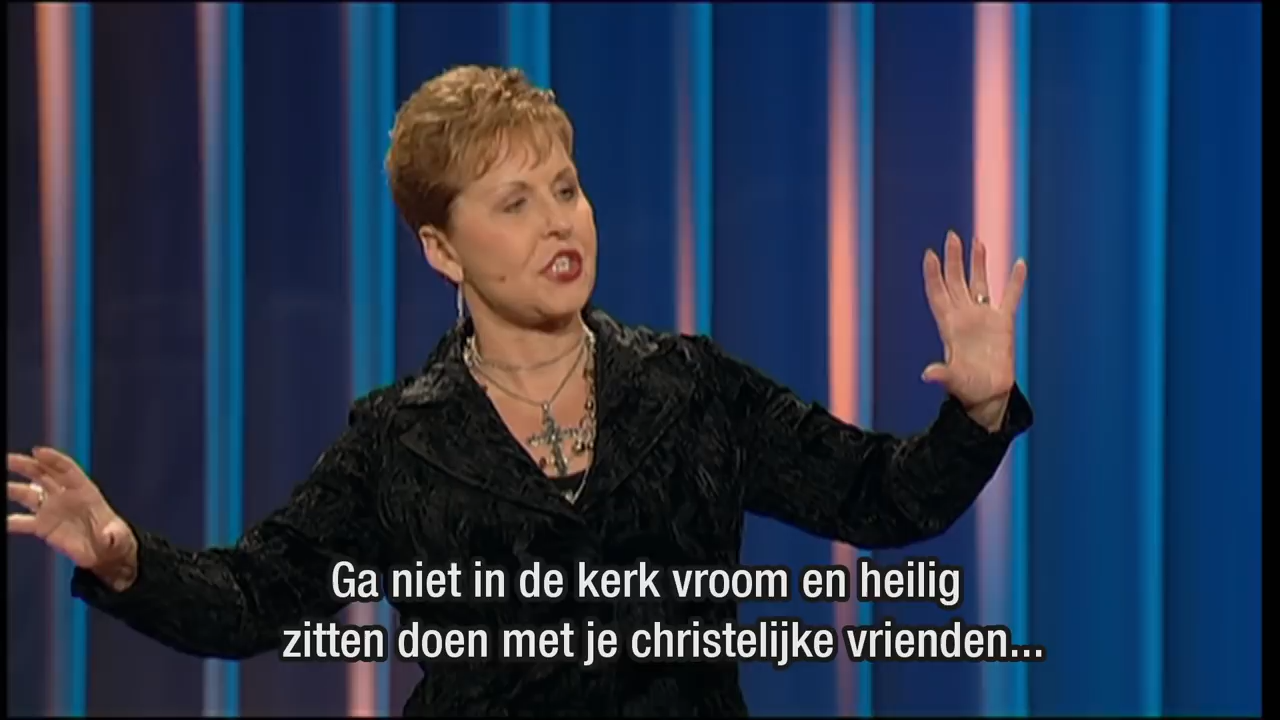 Ga niet in de kerk vroom en heilig
zitten doen met je christelijke vrienden...